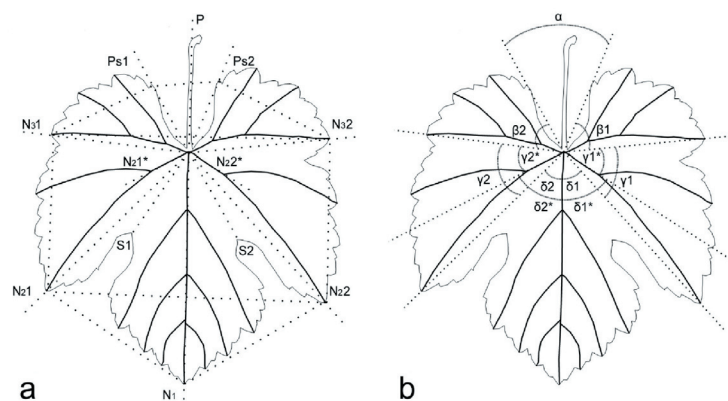 P
α
Ps1 Ps2
N31 N32
β2 β1
N21* N22*
γ2* γ1*
γ2 γ1
δ2 δ1
δ2* δ1*
S1 S2
N21 N22
a N1 b